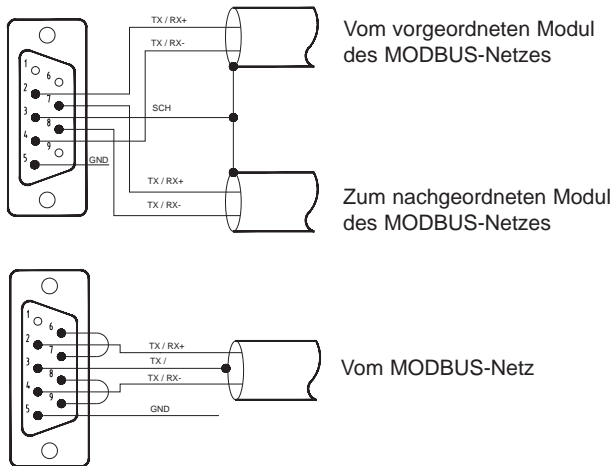 TX / RX+
Vom vorgeordneten Modul
des MODBUS-Netzes
TX / RX-
1
6
2
7
3
SCH
8
4
9
5
GND
TX / RX+
TX / RX-
Zum nachgeordneten Modul
des MODBUS-Netzes
1
6
2
TX / RX+
7
3
TX /
Vom MODBUS-Netz
8
TX / RX-
4
9
5
GND